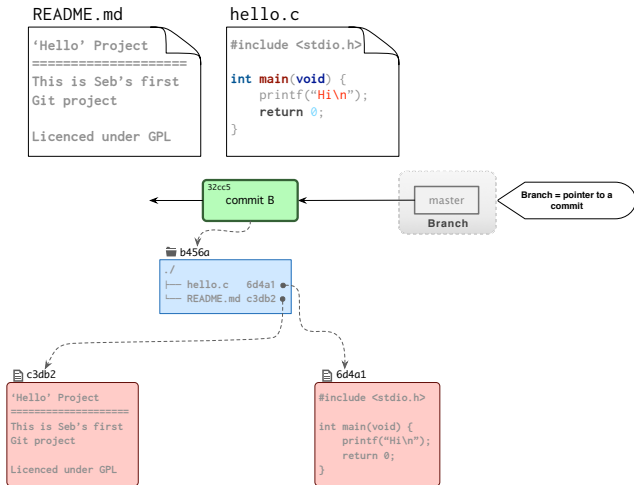 README.md
‘Hello’ Project
=====================
This is Seb’s first
Git project
Licenced under GPL
hello.c
#include <stdio.h>
int main(void) {
printf(“Hi\n”);
return 0;
}
32cc5
commit B
master
Branch
Branch = pointer to a
commit
b456a
./
├── hello.c 6d4a1
└── README.md c3db2
c3db2
‘Hello’ Project
=====================
This is Seb’s first
Git project
Licenced under GPL
6d4a1
#include <stdio.h>
int main(void) {
printf(“Hi\n”);
return 0;
}